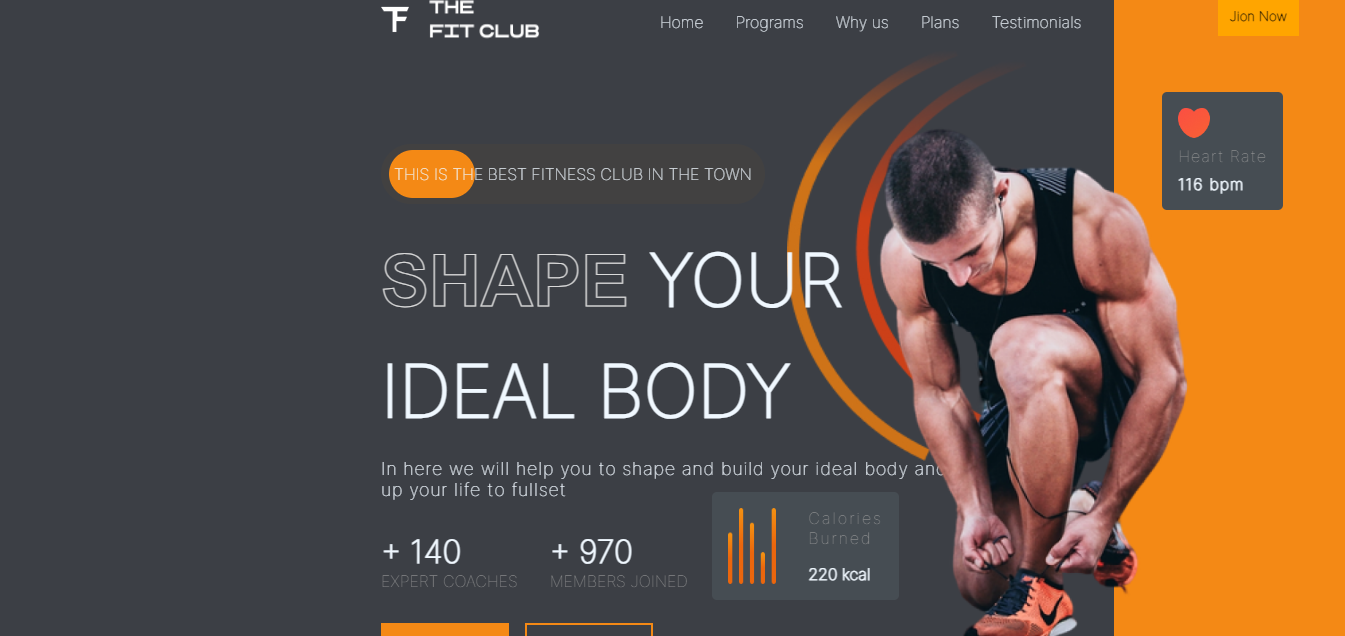 THE
FIT CLUB
Home
Programs
Why us
Plans
Testimonials
Jion Now
Heart Rate
116 bpm
THIS IS THE BEST FITNESS CLUB IN THE TOWN
SHAPE YOUR
IDEAL BODY
In here we will help you to shape and build your ideal body and
up your life to fullset
+ 140
EXPERT COACHES
+ 970
MEMBERS JOINED
Calories
Burned
220 kcal